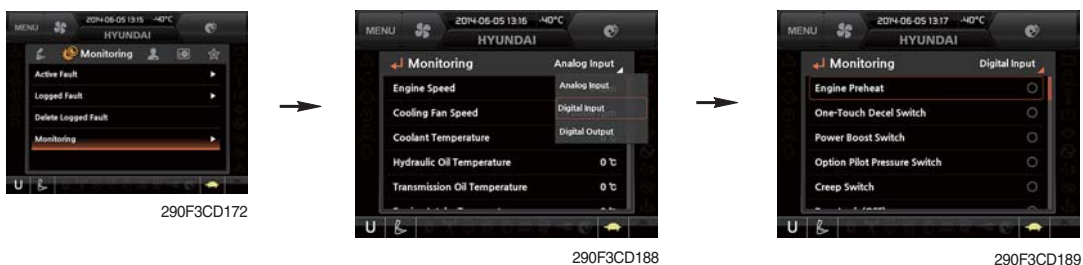 MENU
2014-06-05 13:15 -40°C
HYUNDAI
Monitoring
Active Fault
Logged Fault
Delete Logged Fault
Monitoring
U
290F3CD172
MENU
2014-06-05 13:16 -40°C
HYUNDAI
Monitoring Analog Input
Engine Speed
Cooling Fan Speed
Coolant Temperature
Hydraulic Oil Temperature 0 ℃
Transmission Oil Temperature 0 ℃
Analog Input
Digital Input
Digital Output
U
290F3CD188
MENU
2014-06-05 13:17 -40°C
HYUNDAI
Monitoring Digital Input
Engine Preheat
One-Touch Decel Switch
Power Boost Switch
Option Pilot Pressure Switch
Creep Switch
U
290F3CD189